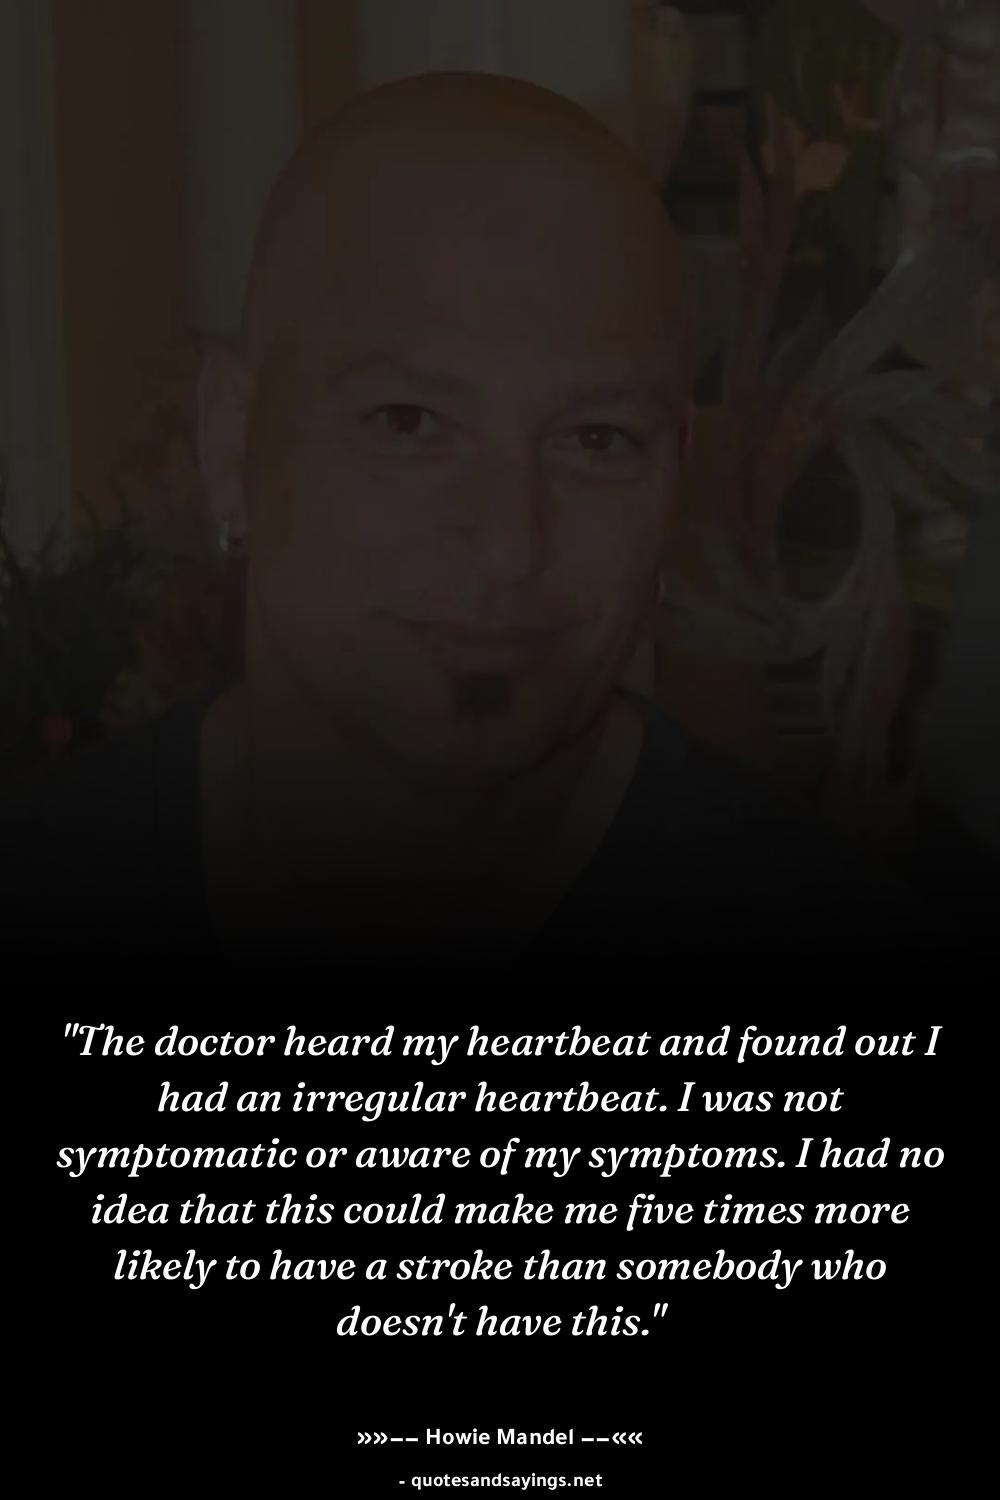 "The doctor heard my heartbeat and found out I
had an irregular heartbeat. I was not
symptomatic or aware of my symptoms. I had no
idea that this could make me five times more
likely to have a stroke than somebody who
doesn't have this."
»»−− Howie Mandel −−««
- quotesandsayings.net